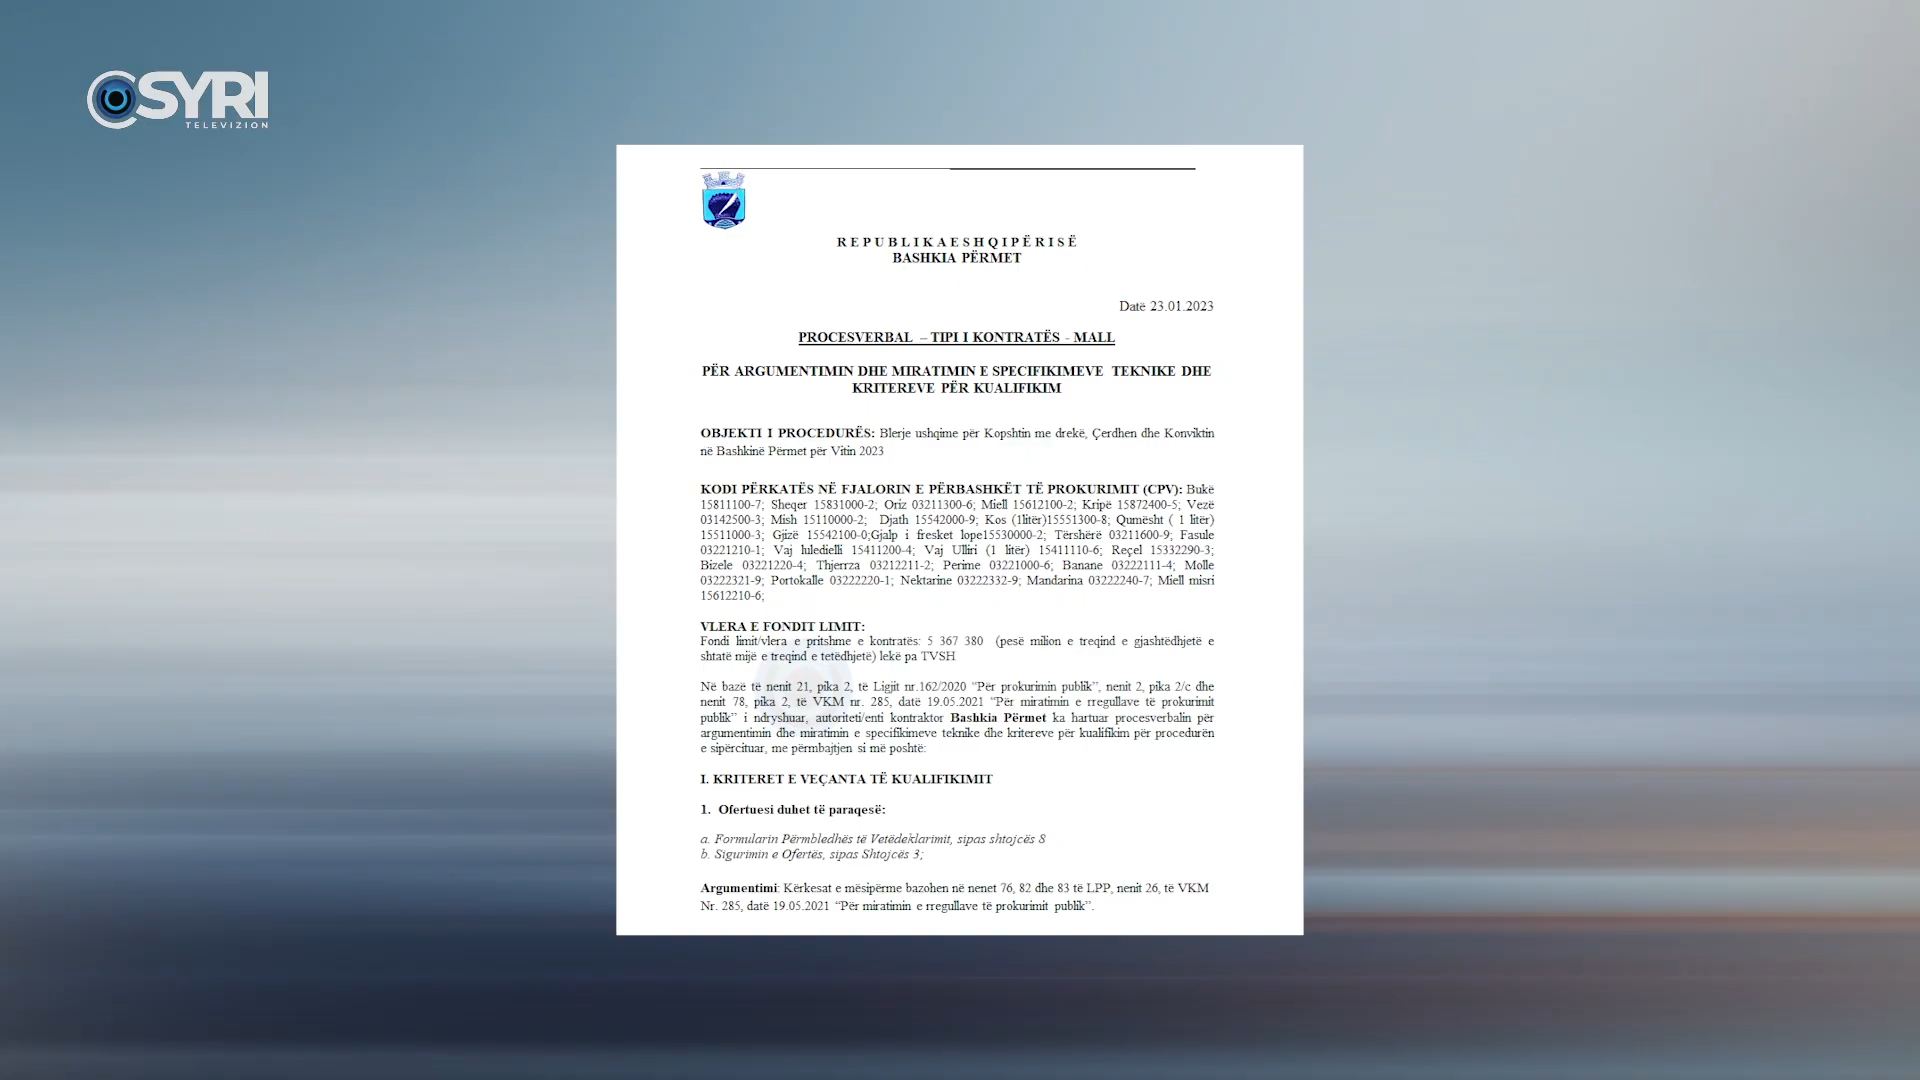 SYRI
TELEVIZION
R E P U B L I K A E S H Q I P Ë R I S Ë
BASHKIA PËRMET
Datë 23.01.2023
PROCESVERBAL – TIPI I KONTRATËS - MALL
PËR ARGUMENTIMIN DHE MIRATIMIN E SPECIFIKIMEVE TEKNIKE DHE
KRITEREVE PËR KUALIFIKIM
OBJEKTI I PROCEDURËS: Blerje ushqime për Kopshtin me drekë, Çerdhen dhe Konviktin
në Bashkinë Përmet për Vitin 2023
KODI PËRKATËS NË FJALORIN E PËRBASHKËT TË PROKURIMIT (CPV): Bukë
15811100-7; Sheqer 15831000-2; Oriz 03211300-6; Miell 15612100-2; Kripë 15872400-5; Vezë
03142500-3; Mish 15110000-2; Djath 15542000-9; Kos (1litër)15551300-8; Qumësht ( 1 litër)
15511000-3; Gjizë 15542100-0;Gjalp i fresket lope15530000-2; Tërshërë 03211600-9; Fasule
03221210-1; Vaj luledielli 15411200-4; Vaj Ulliri (1 litër) 15411110-6; Reçel 15332290-3;
Bizele 03221220-4; Thjerrza 03212211-2; Perime 03221000-6; Banane 03222111-4; Molle
03222321-9; Portokalle 03222220-1; Nektarine 03222332-9; Mandarina 03222240-7; Miell misri
15612210-6;
VLERA E FONDIT LIMIT:
Fondi limit/vlera e pritshme e kontratës: 5 367 380 (pesë milion e treqind e gjashtëdhjetë e
shtatë mijë e treqind e tetëdhjetë) lekë pa TVSH
Në bazë të nenit 21, pika 2, të Ligjit nr.162/2020 “Për prokurimin publik”, nenit 2, pika 2/c dhe
nenit 78, pika 2, të VKM nr. 285, datë 19.05.2021 “Për miratimin e rregullave të prokurimit
publik” i ndryshuar, autoriteti/enti kontraktor Bashkia Përmet ka hartuar procesverbalin për
argumentimin dhe miratimin e specifikimeve teknike dhe kritereve për kualifikim për procedurën
e sipërcituar, me përmbajtjen si më poshtë:
I. KRITERET E VEÇANTA TË KUALIFIKIMIT
1. Ofertuesi duhet të paraqesë:
a. Formularin Përmbledhës të Vetëdeklarimit, sipas shtojcës 8
b. Sigurimin e Ofertës, sipas Shtojcës 3;
Argumentimi: Kërkesat e mësipërme bazohen në nenet 76, 82 dhe 83 të LPP, nenit 26, të VKM
Nr. 285, datë 19.05.2021 “Për miratimin e rregullave të prokurimit publik”.